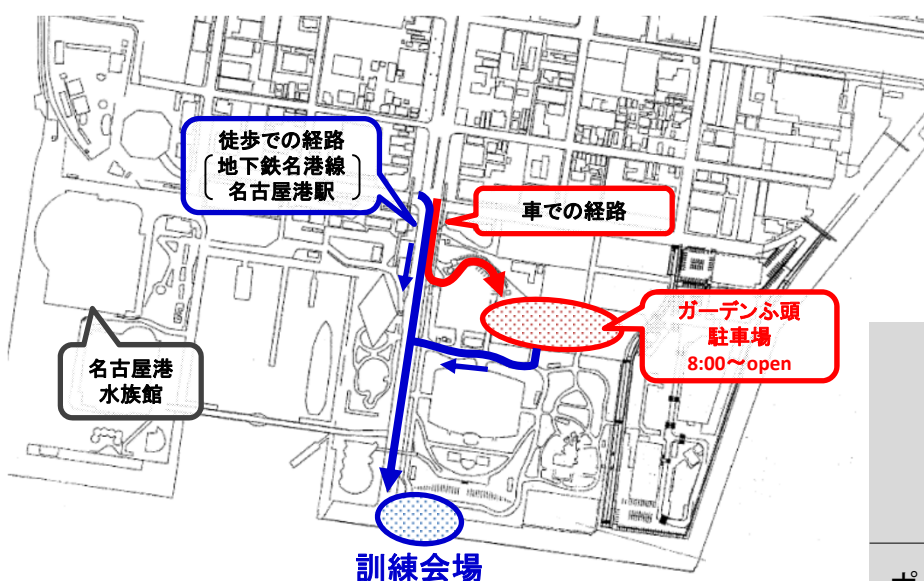 徒歩での経路
地下鉄名港線
名古屋港駅
車での経路
ガーデンふ頭
駐車場
8:00～open
名古屋港
水族館
訓練会場